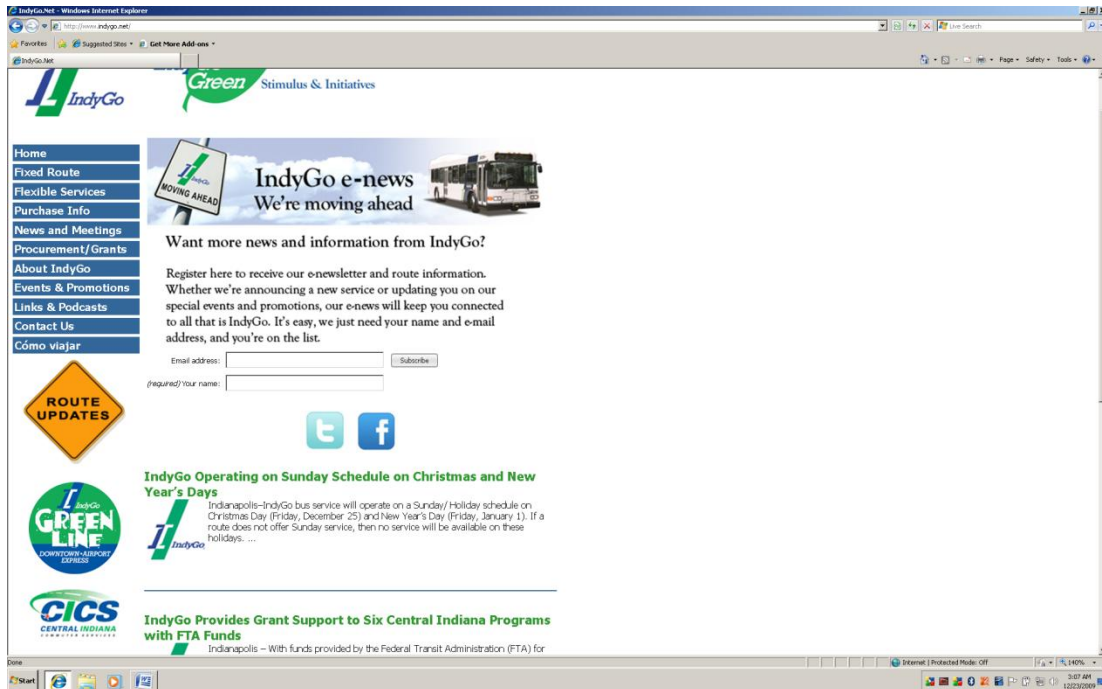 IndyGo.Net - Windows Internet Explorer
http://www.indygo.net/
Live Search
Favorites Suggested Sites Get More Add-ons
IndyGo.Net
Page Safety Tools
IndyGo
Green Stimulus & Initiatives
Home
Fixed Route
Flexible Services
Purchase Info
News and Meetings
Procurement/Grants
About IndyGo
Events & Promotions
Links & Podcasts
Contact Us
Cómo viajar
ROUTE
UPDATES
IndyGo
GREEN
LINE
DOWNTOWN-AIRPORT
EXPRESS
CICS
CENTRAL INDIANA
COMMUTER SERVICES
IndyGo
MOVING AHEAD
IndyGo e-news
We're moving ahead
Want more news and information from IndyGo?
Register here to receive our e-newsletter and route information.
Whether we're announcing a new service or updating you on our
special events and promotions, our e-news will keep you connected
to all that is IndyGo. It's easy, we just need your name and e-mail
address, and you're on the list.
Email address: Subscribe
(required) Your name:
t f
IndyGo Operating on Sunday Schedule on Christmas and New
Year's Days
Indianapolis–IndyGo bus service will operate on a Sunday/ Holiday schedule on
Christmas Day (Friday, December 25) and New Year's Day (Friday, January 1). If a
route does not offer Sunday service, then no service will be available on these
holidays. ...
IndyGo
IndyGo Provides Grant Support to Six Central Indiana Programs
with FTA Funds
Indianapolis – With funds provided by the Federal Transit Administration (FTA) for
Done
Internet | Protected Mode: Off
140%
Start
3:07 AM
12/23/2009